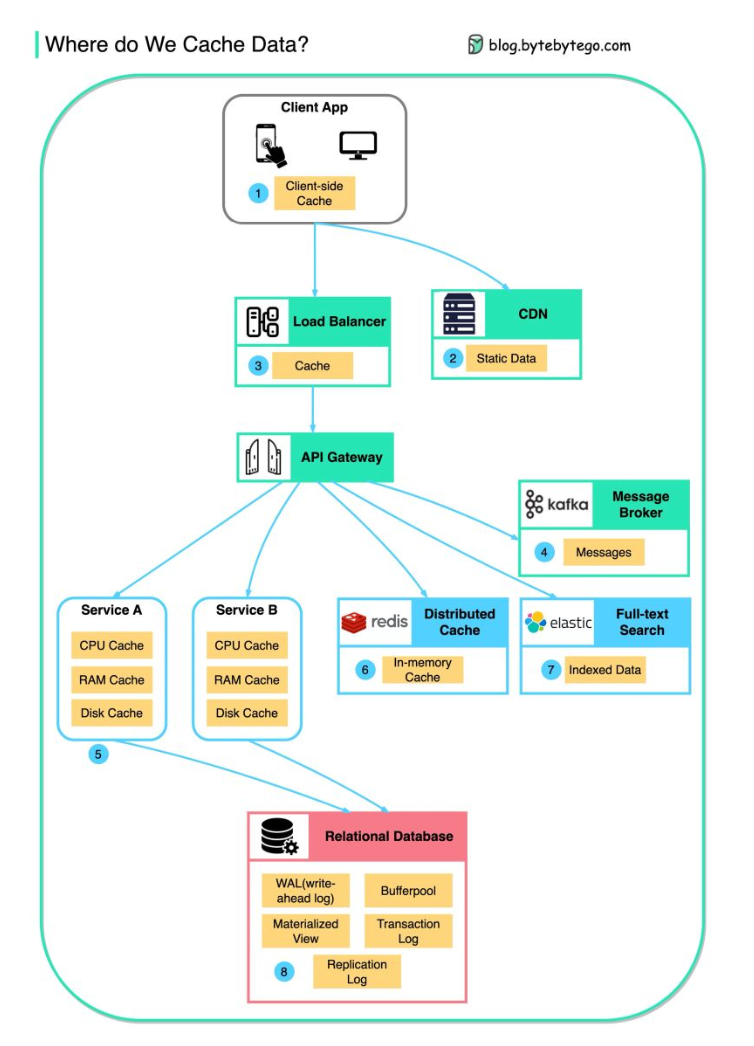 Where do We Cache Data?
blog.bytebytego.com
Client App
1
Client-side
Cache
Load Balancer
3
Cache
CDN
2
Static Data
API Gateway
kafka
Message
Broker
4
Messages
Service A
CPU Cache
RAM Cache
Disk Cache
5
Service B
CPU Cache
RAM Cache
Disk Cache
redis
Distributed
Cache
6
In-memory
Cache
elastic
Full-text
Search
7
Indexed Data
Relational Database
WAL(write-
ahead log)
Bufferpool
Materialized
View
Transaction
Log
8
Replication
Log